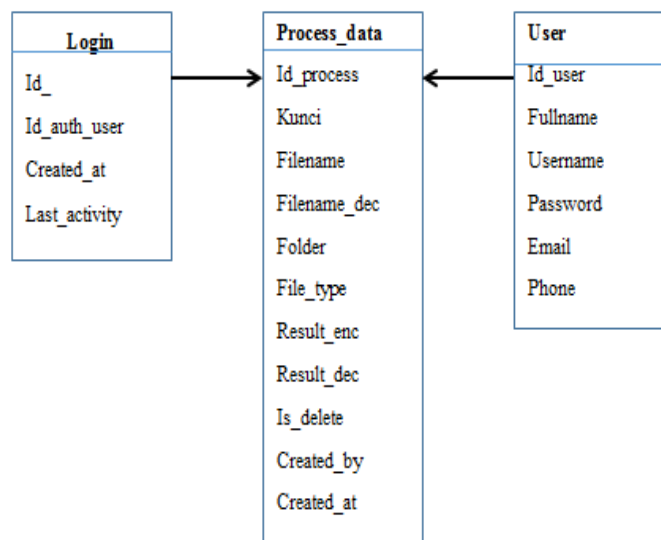 Login
Id_
Id_auth_user
Created_at
Last_activity
Process_data
Id_process
Kunci
Filename
Filename_dec
Folder
File_type
Result_enc
Result_dec
Is_delete
Created_by
Created_at
User
Id_user
Fullname
Username
Password
Email
Phone